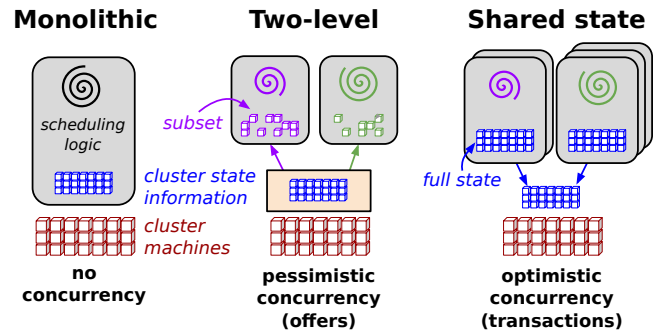 Monolithic
Two-level
Shared state
scheduling
logic
subset
cluster state
information
full state
cluster
machines
no
concurrency
pessimistic
concurrency
(offers)
optimistic
concurrency
(transactions)